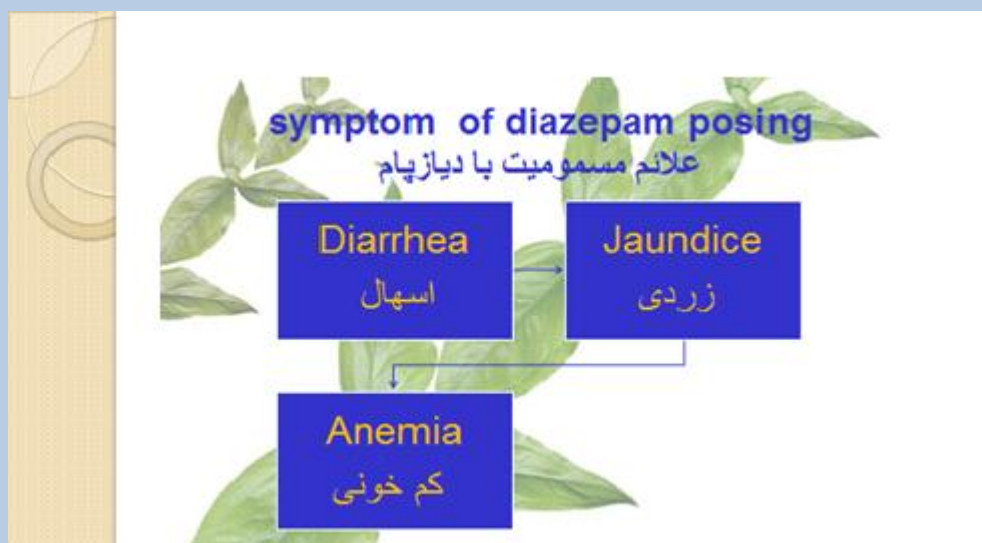 symptom of diazepam posing
علائم مسمومیت با دیازپام
Diarrhea
اسهال
Jaundice
زردی
Anemia
کم خونی